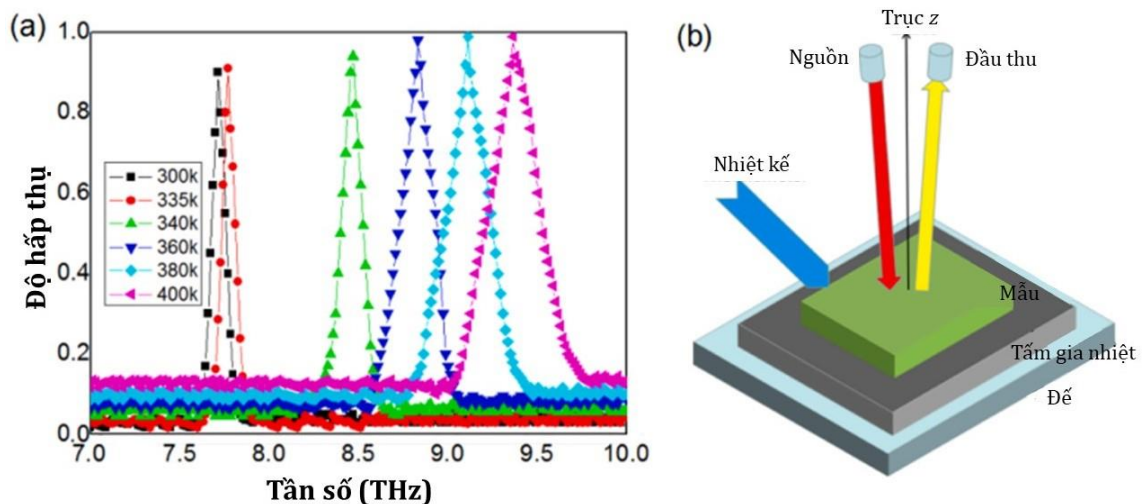 (a)
1.0
0.8
0.6
0.4
0.2
0.0
Độ hấp thụ
300k
335k
340k
360k
380k
400k
7.0 7.5 8.0 8.5 9.0 9.5 10.0
Tần số (THz)
(b)
Trục z
Nguồn
Đầu thu
Nhiệt kế
Mẫu
Tấm gia nhiệt
Đế